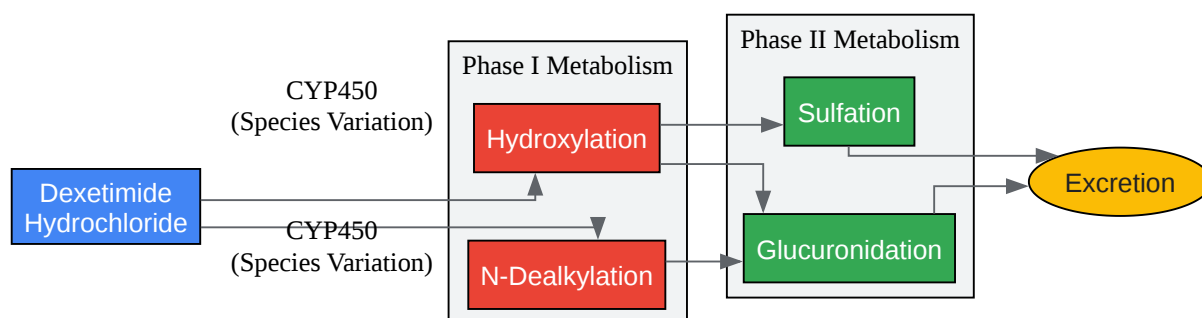 Phase II Metabolism
Phase I Metabolism
CYP450
(Species Variation)
Sulfation
Hydroxylation
Dexetimide
Hydrochloride
Excretion
CYP450
(Species Variation)
Glucuronidation
N-Dealkylation